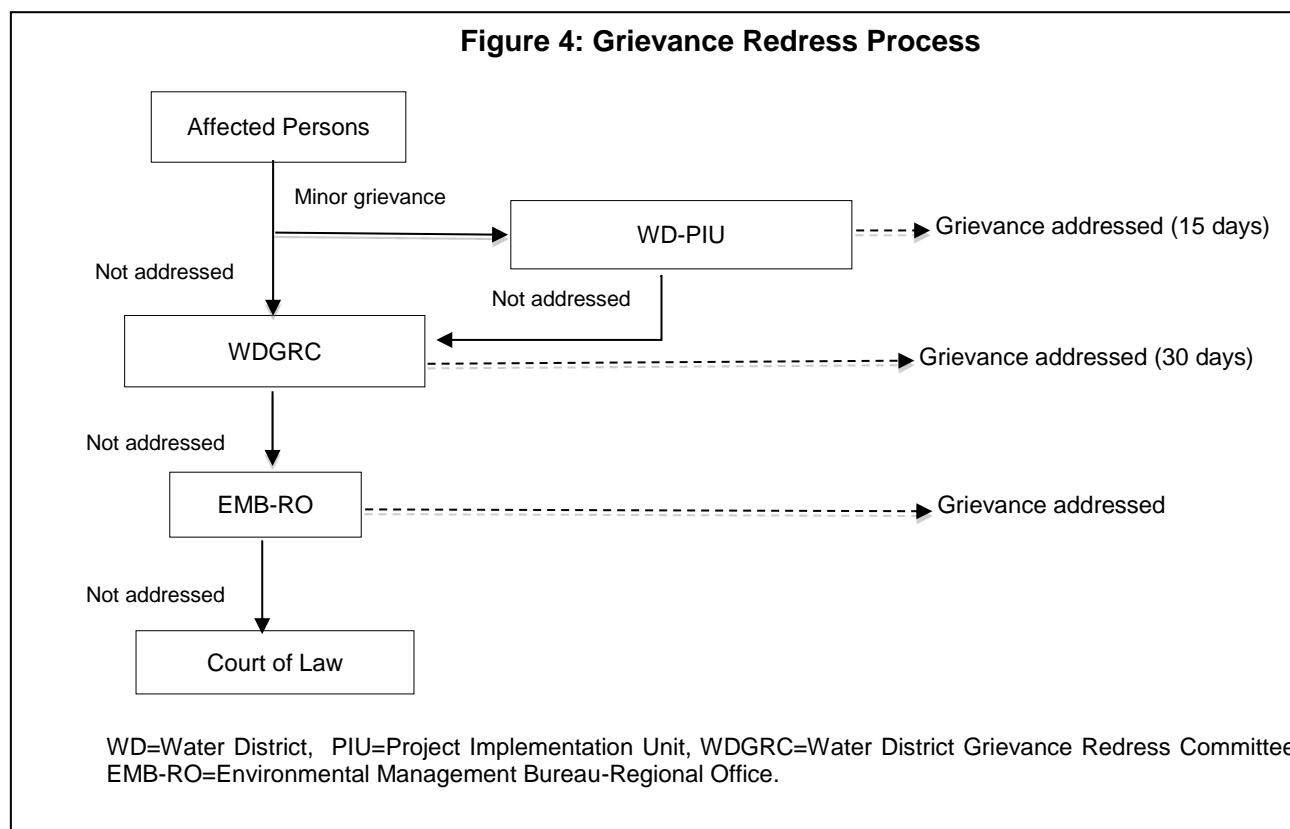 Figure 4: Grievance Redress Process
Affected Persons
Minor grievance
WD-PIU
Grievance addressed (15 days)
Not addressed
Not addressed
WDGRC
Grievance addressed (30 days)
Not addressed
EMB-RO
Grievance addressed
Not addressed
Court of Law
WD=Water District, PIU=Project Implementation Unit, WDGRC=Water District Grievance Redress Committee
EMB-RO=Environmental Management Bureau-Regional Office.